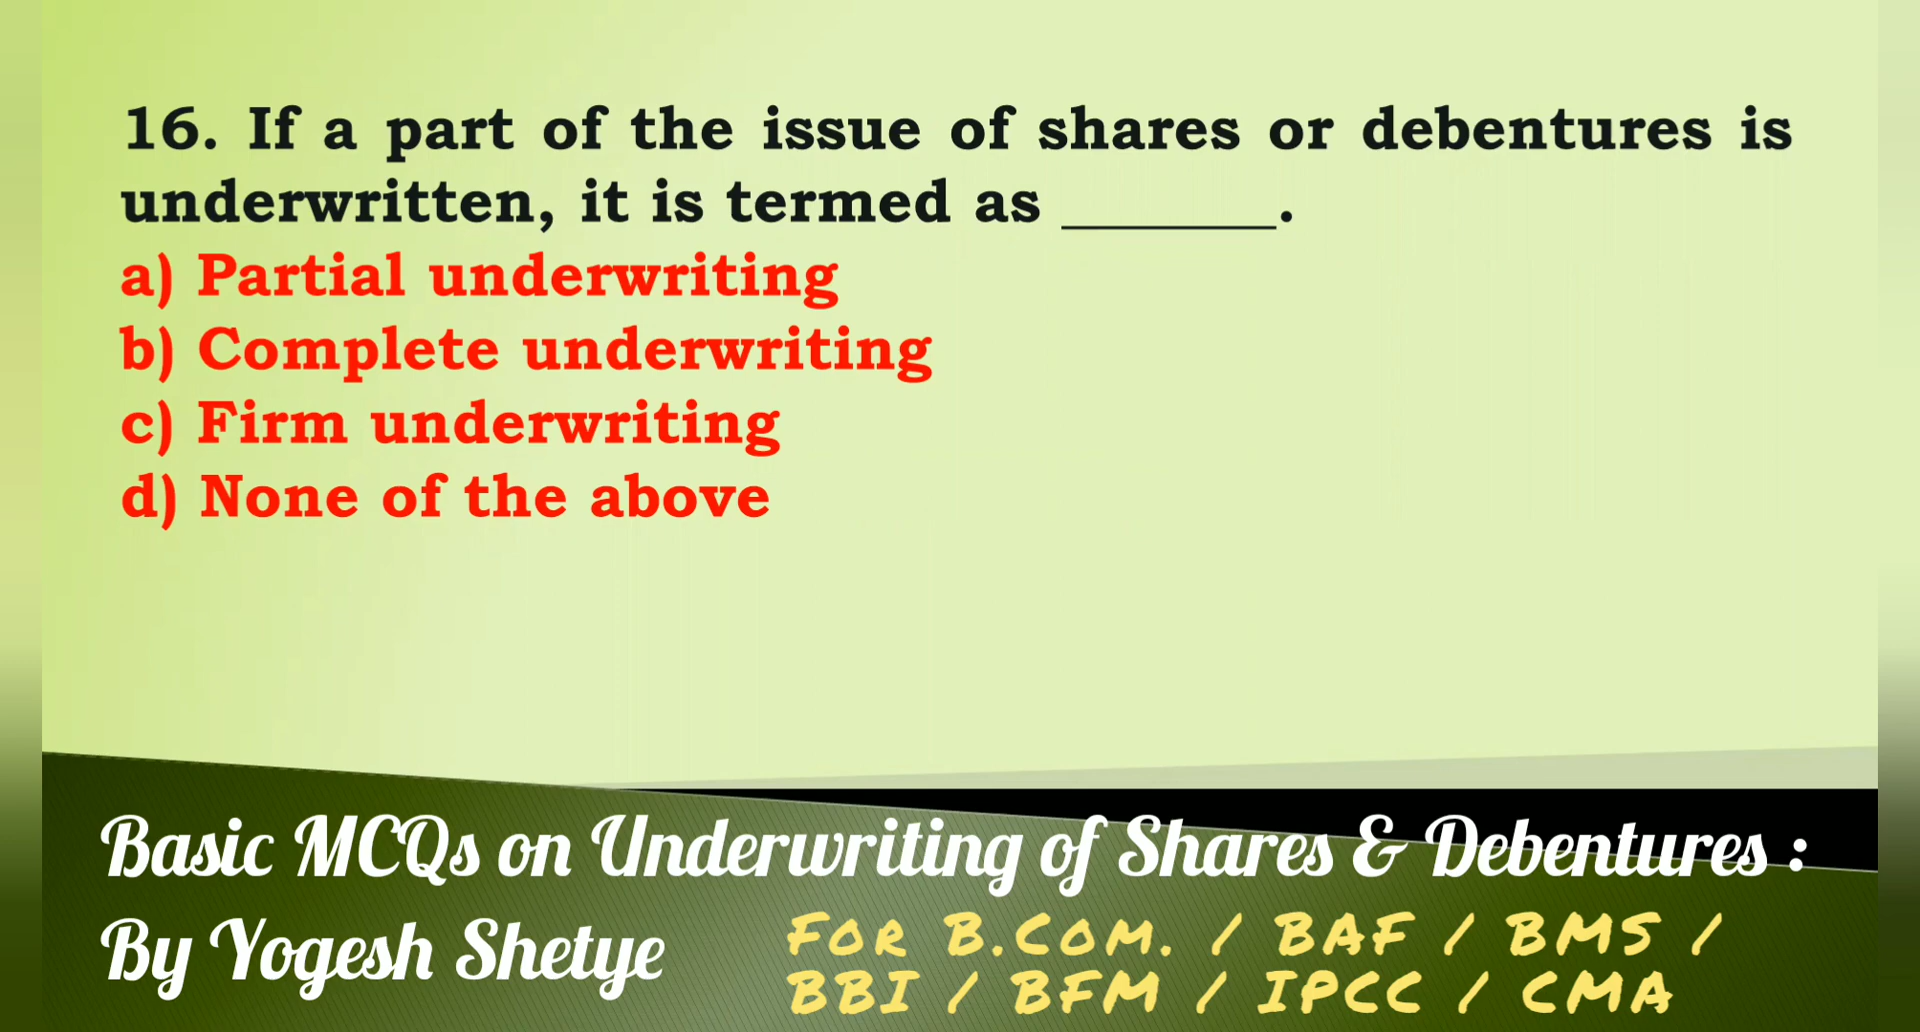 16. If a part of the issue of shares or debentures is
underwritten, it is termed as ________.
a) Partial underwriting
b) Complete underwriting
c) Firm underwriting
d) None of the above
Basic MCQs on Underwriting of Shares & Debentures :
By Yogesh Shetye
FOR B.COM. / BAF / BMS /
BBI / BFM / IPCC / CMA